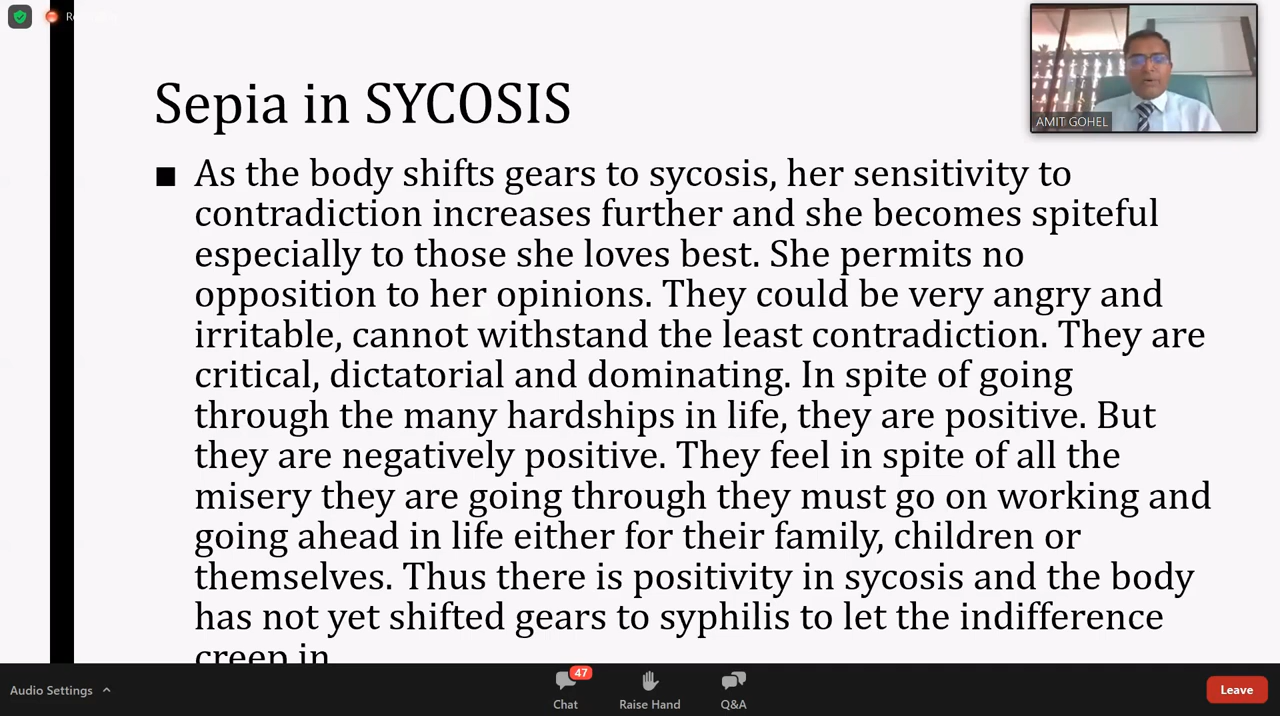 Sepia in SYCOSIS
AMIT GOHEL
■ As the body shifts gears to sycosis, her sensitivity to
contradiction increases further and she becomes spiteful
especially to those she loves best. She permits no
opposition to her opinions. They could be very angry and
irritable, cannot withstand the least contradiction. They are
critical, dictatorial and dominating. In spite of going
through the many hardships in life, they are positive. But
they are negatively positive. They feel in spite of all the
misery they are going through they must go on working and
going ahead in life either for their family, children or
themselves. Thus there is positivity in sycosis and the body
has not yet shifted gears to syphilis to let the indifference
creep in
Audio Settings
47
Chat
Raise Hand
Q&A
Leave